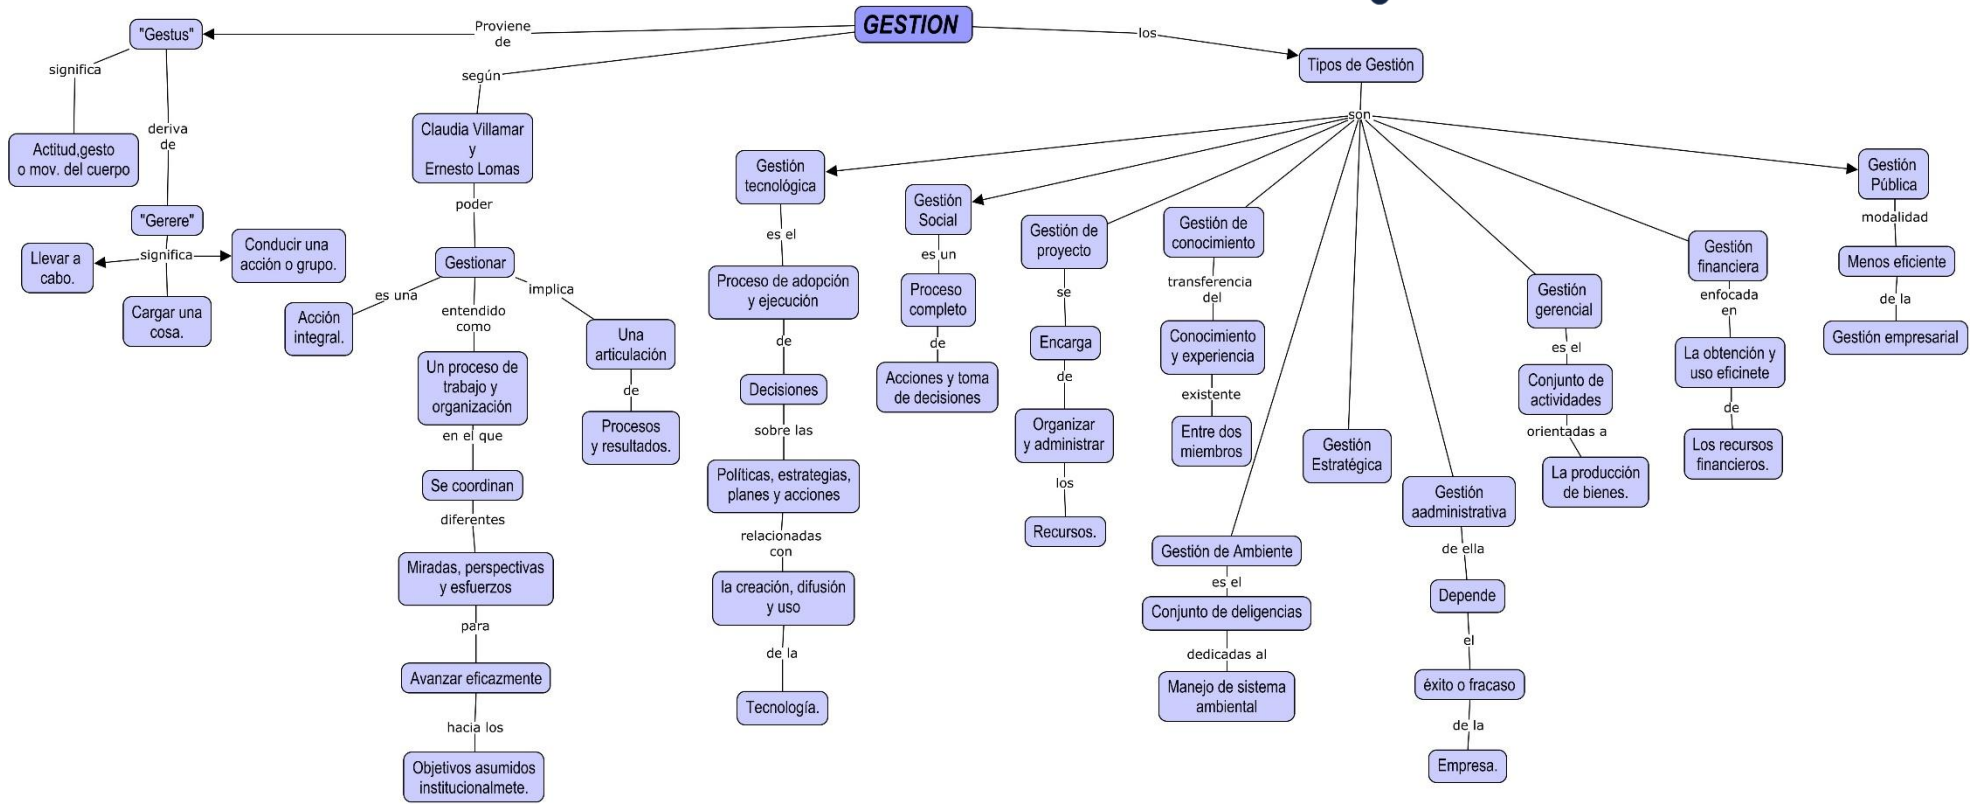 GESTION
Proviene
de
"Gestus"
significa
Actitud,gesto
o mov. del cuerpo
deriva
de
"Gerere"
significa
Llevar a
cabo.
Cargar una
cosa.
Conducir una
acción o grupo.
según
Claudia Villamar
y
Ernesto Lomas
poder
Gestionar
es una
Acción
integral.
entendido
como
Un proceso de
trabajo y
organización
en el que
Se coordinan
diferentes
Miradas, perspectivas
y esfuerzos
para
Avanzar eficazmente
hacia los
Objetivos asumidos
institucionalmete.
implica
Una
articulación
de
Procesos
y resultados.
los
Tipos de Gestión
son
Gestión
tecnológica
es el
Proceso de adopción
y ejecución
de
Decisiones
sobre las
Políticas, estrategias,
planes y acciones
relacionadas
con
la creación, difusión
y uso
de la
Tecnología.
Gestión
Social
es un
Proceso
completo
de
Acciones y toma
de decisiones
Gestión de
proyecto
se
Encarga
de
Organizar
y administrar
los
Recursos.
Gestión de
conocimiento
transferencia
del
Conocimiento
y experiencia
existente
Entre dos
miembros
Gestión de Ambiente
es el
Conjunto de deligencias
dedicadas al
Manejo de sistema
ambiental
Gestión
Estratégica
Gestión
aadministrativa
de ella
Depende
el
éxito o fracaso
de la
Empresa.
Gestión
gerencial
es el
Conjunto de
actividades
orientadas a
La producción
de bienes.
Gestión
financiera
enfocada
en
La obtención y
uso eficinete
de
Los recursos
financieros.
Gestión
Pública
modalidad
Menos eficiente
de la
Gestión empresarial